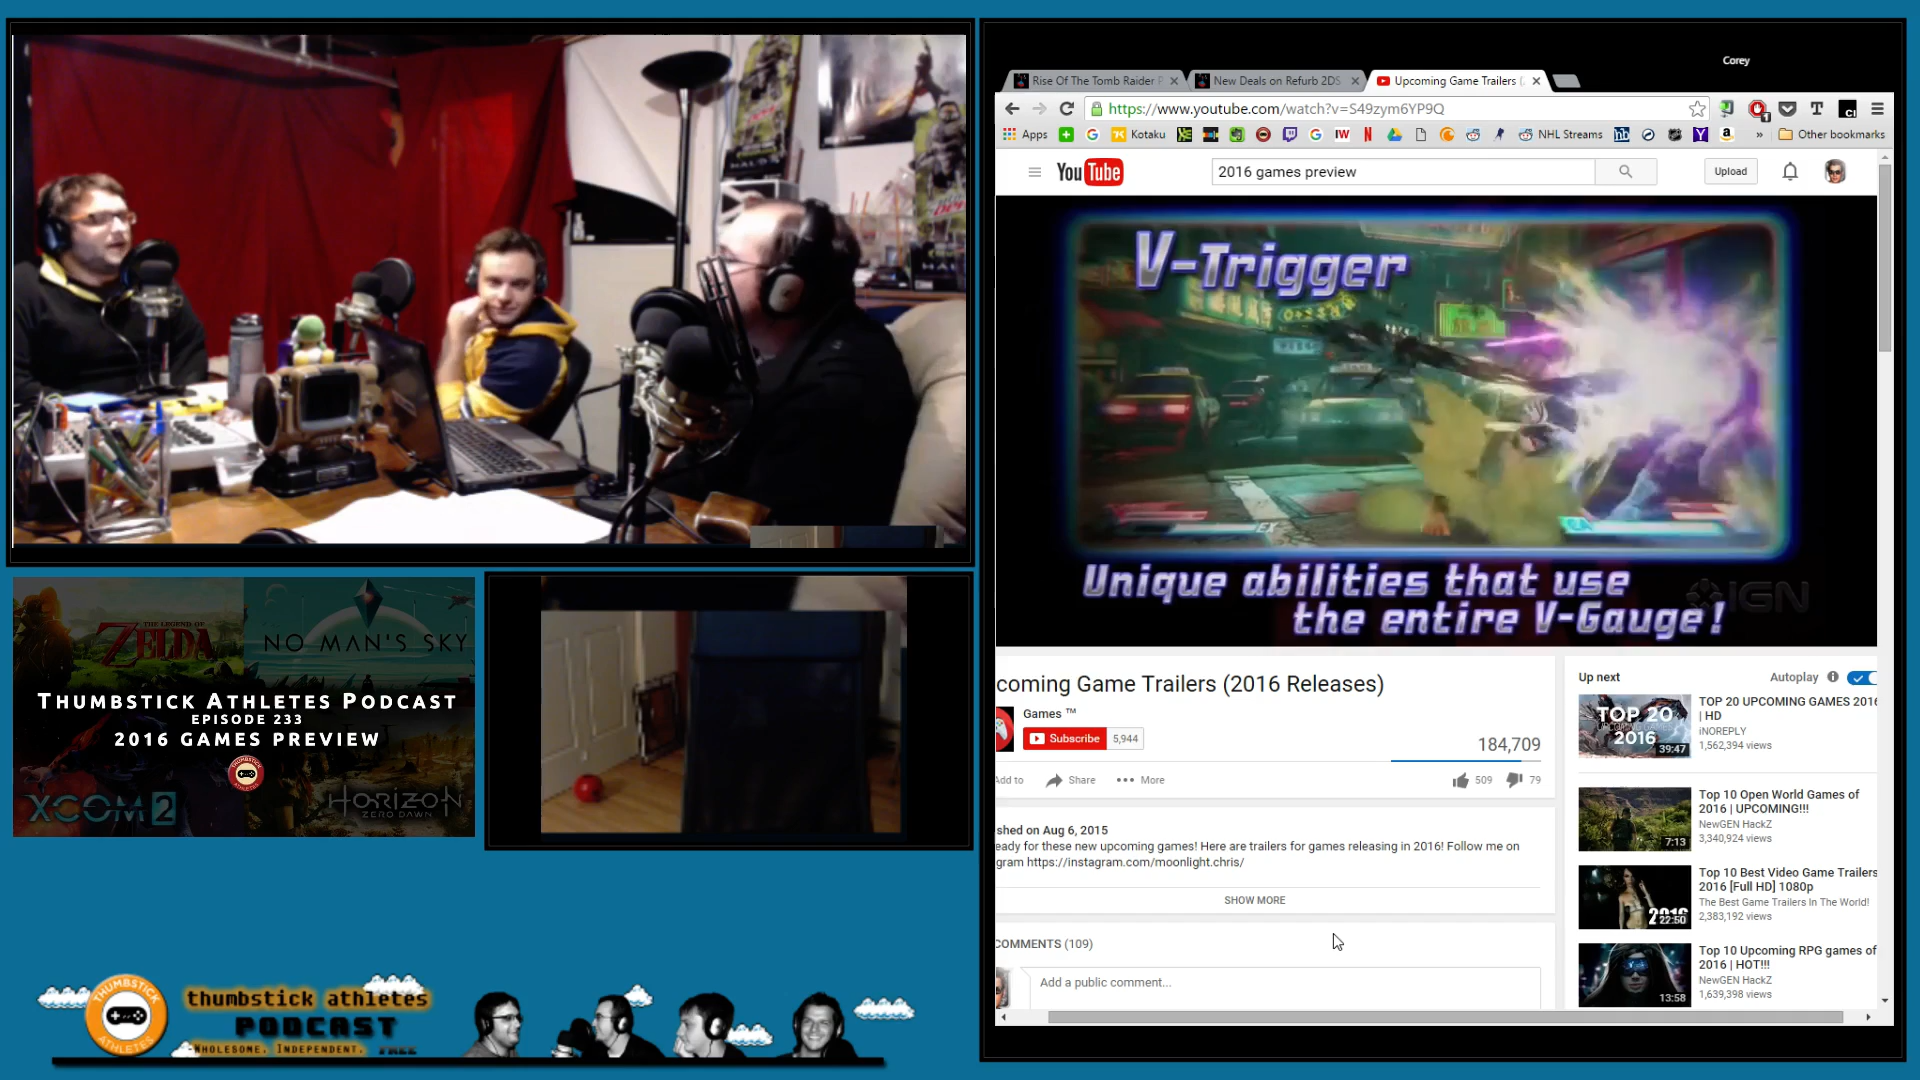 Corey
Rise Of The Tomb Raider P
New Deals on Refurb 2DS
Upcoming Game Trailers (
https://www.youtube.com/watch?v=S49zym6YP9Q
Apps
Kotaku
IW
NHL Streams
Other bookmarks
YouTube
2016 games preview
Upload
V-Trigger
EX
Unique abilities that use
the entire V-Gauge!
IGN
coming Game Trailers (2016 Releases)
Games ™
Subscribe 5,944
184,709
Add to Share More
509 79
shed on Aug 6, 2015
eady for these new upcoming games! Here are trailers for games releasing in 2016! Follow me on
gram https://instagram.com/moonlight.chris/
SHOW MORE
COMMENTS (109)
Add a public comment...
Up next Autoplay
TOP 20
2016
39:47
TOP 20 UPCOMING GAMES 2016
| HD
iNOREPLY
1,562,394 views
7:13
Top 10 Open World Games of
2016 | UPCOMING!!!
NewGEN HackZ
3,340,924 views
2016
22:50
Top 10 Best Video Game Trailers
2016 [Full HD] 1080p
The Best Game Trailers In The World!
2,383,192 views
13:58
Top 10 Upcoming RPG games of
2016 | HOT!!!
NewGEN HackZ
1,639,398 views
THE LEGEND OF
ZELDA
NO MAN'S SKY
THUMBSTICK ATHLETES PODCAST
EPISODE 233
2016 GAMES PREVIEW
XCOM 2
HORIZON
ZERO DAWN
THUMBSTICK
ATHLETES
thumbstick athletes
PODCAST
WHOLESOME. INDEPENDENT. FREE